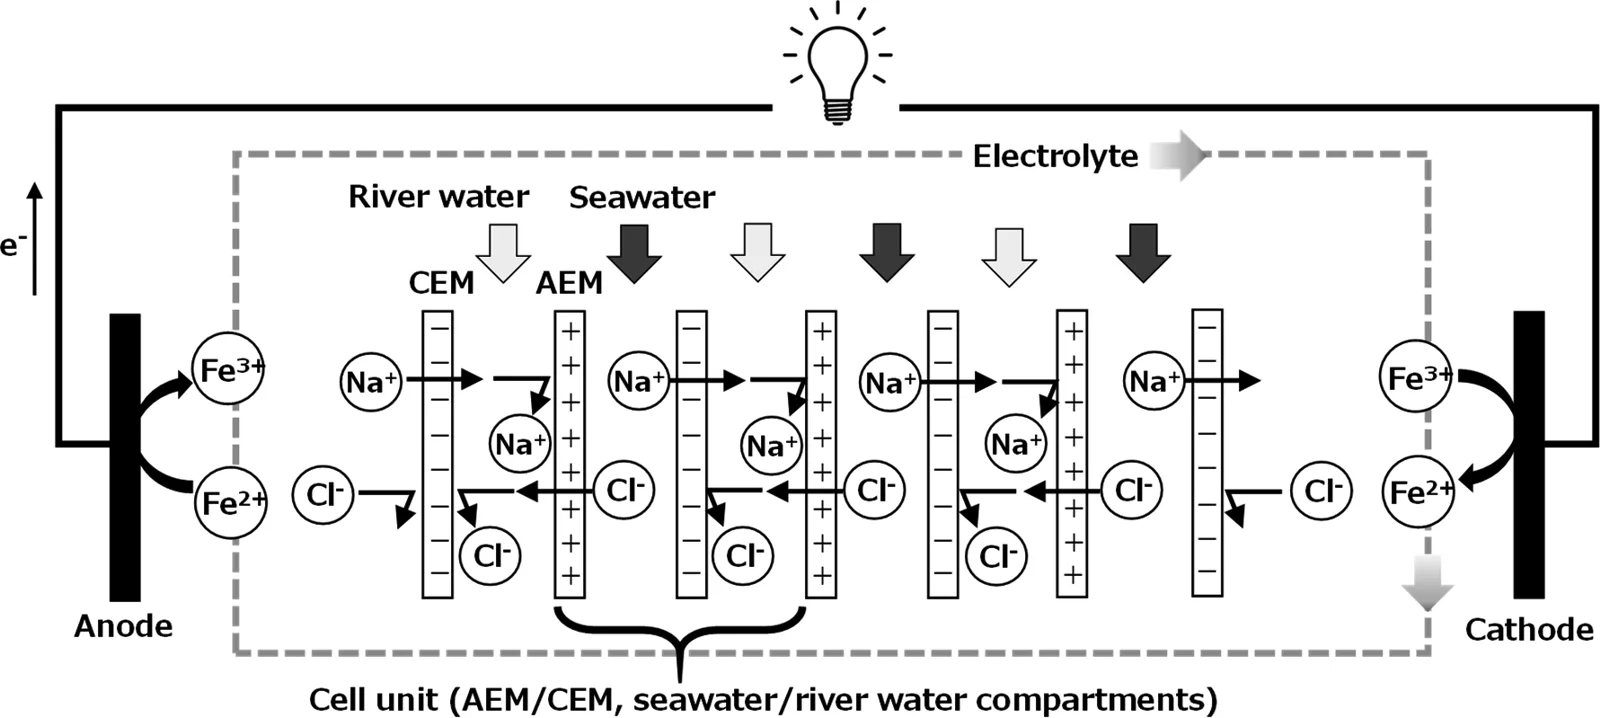 Electrolyte
e-
River water
Seawater
CEM
AEM
− + − + − + −
− + − + − + −
Fe³⁺
Na⁺
Na⁺
Na⁺
Na⁺
Fe³⁺
− + − + − + −
− + − + − + −
Na⁺
Na⁺
Na⁺
− + − + − + −
Fe²⁺
Cl⁻
Cl⁻
Cl⁻
Cl⁻
Cl⁻
Fe²⁺
− + − + − + −
− + − + − + −
Cl⁻
Cl⁻
Cl⁻
− + − + − + −
Anode
Cathode
Cell unit (AEM/CEM, seawater/river water compartments)